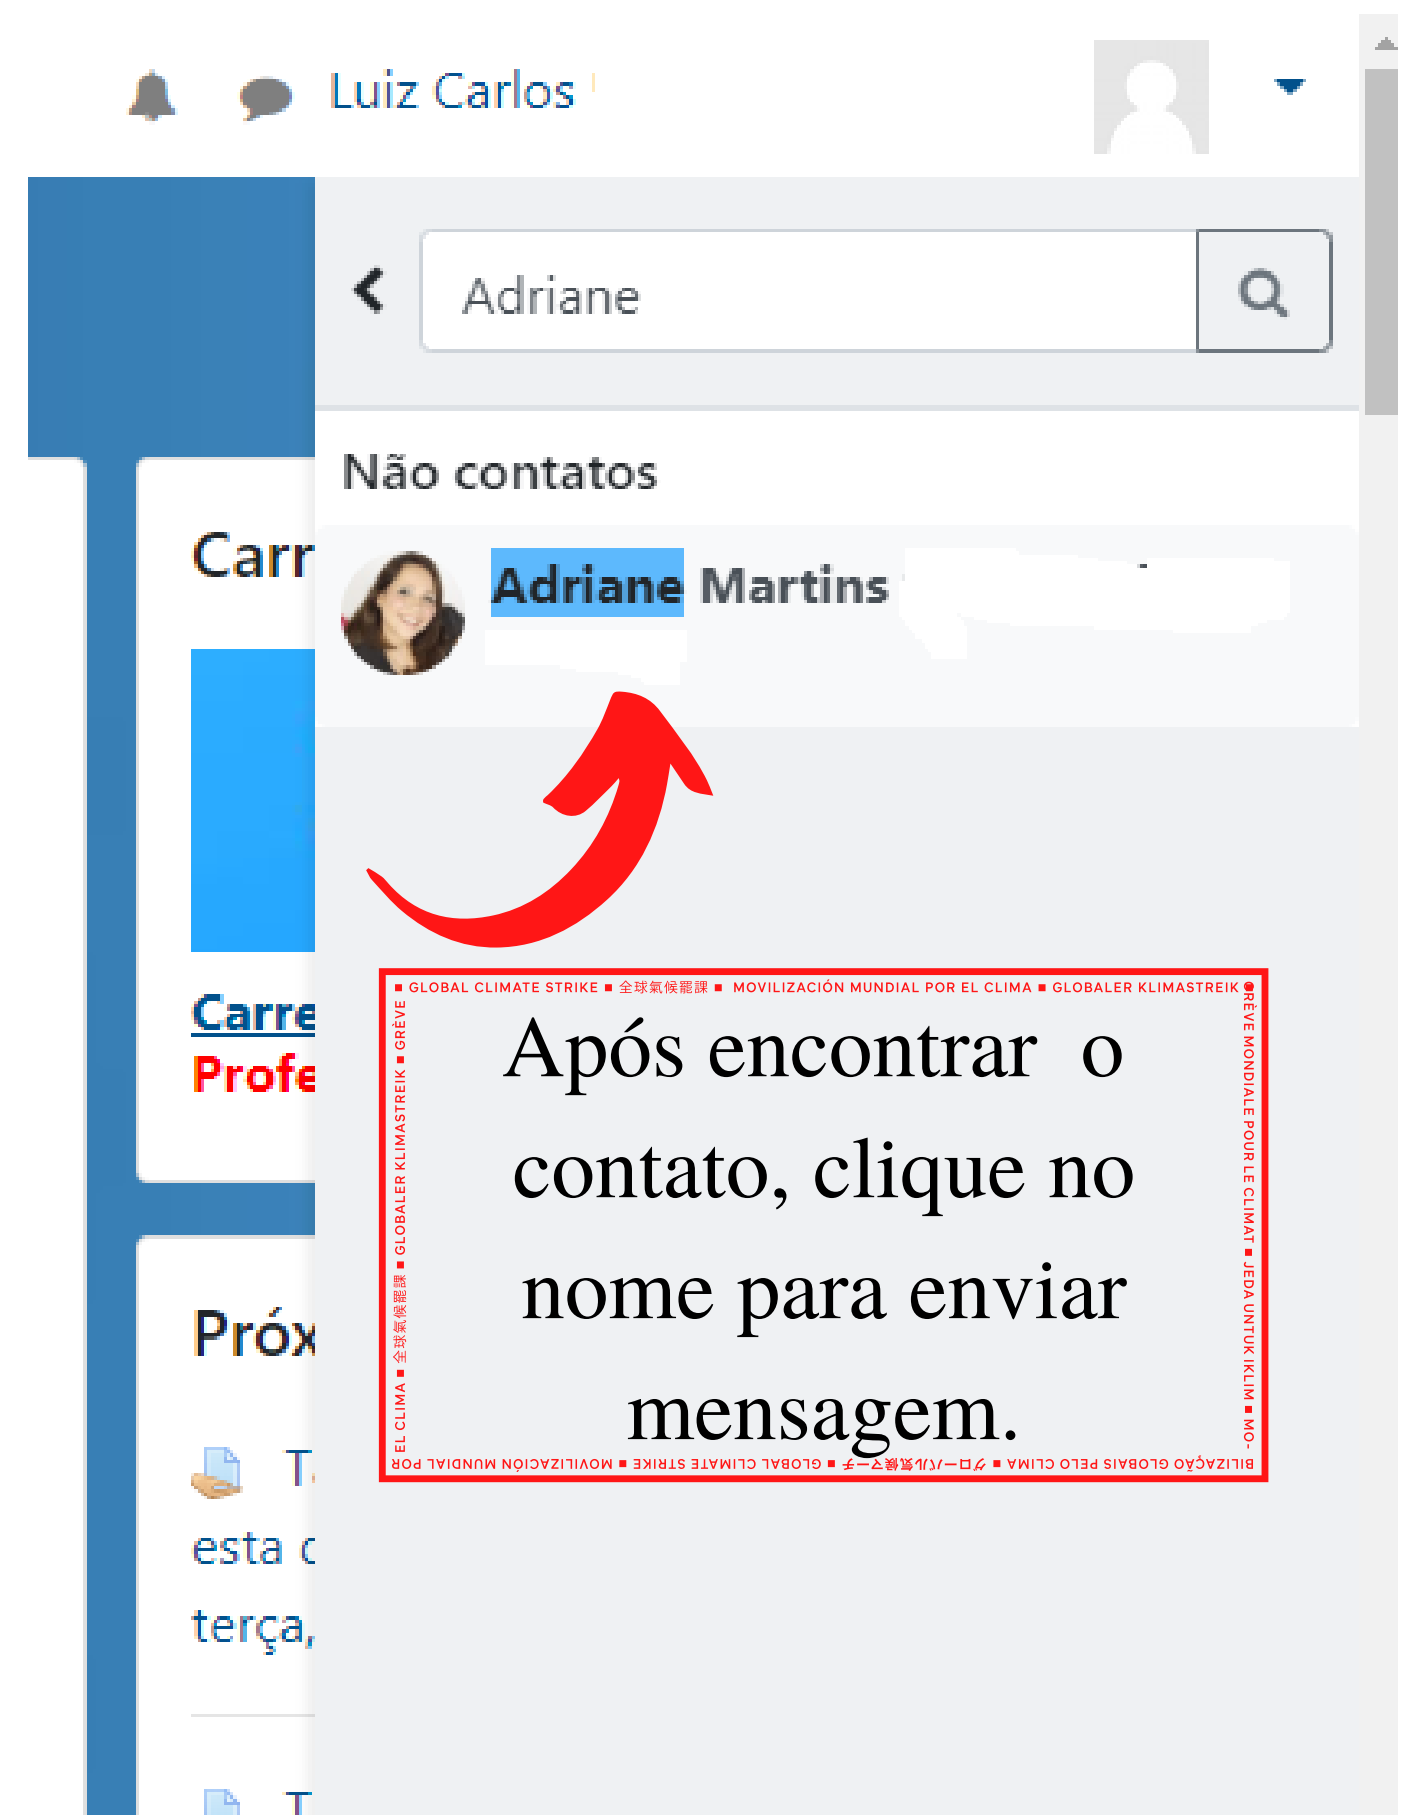 Luiz Carlos
Adriane
Não contatos
Adriane Martins
Carr
Carre
Profe
Próx
esta
terça,
■ GLOBAL CLIMATE STRIKE ■ 全球氣候罷課 ■ MOVILIZACIÓN MUNDIAL POR EL CLIMA ■ GLOBALER KLIMASTREIK
GRÈVE MONDIALE POUR LE CLIMAT ■ JEDA UNTUK IKLIM ■ MO-
BILIZAÇÃO GLOBAIS PELO CLIMA ■ グローバル気候マーチ ■ GLOBAL CLIMATE STRIKE ■ MOVILIZACIÓN MUNDIAL POR
EL CLIMA ■ 全球氣候罷課 ■ GLOBALER KLIMASTREIK ■ GRÈVE
Após encontrar o
contato, clique no
nome para enviar
mensagem.